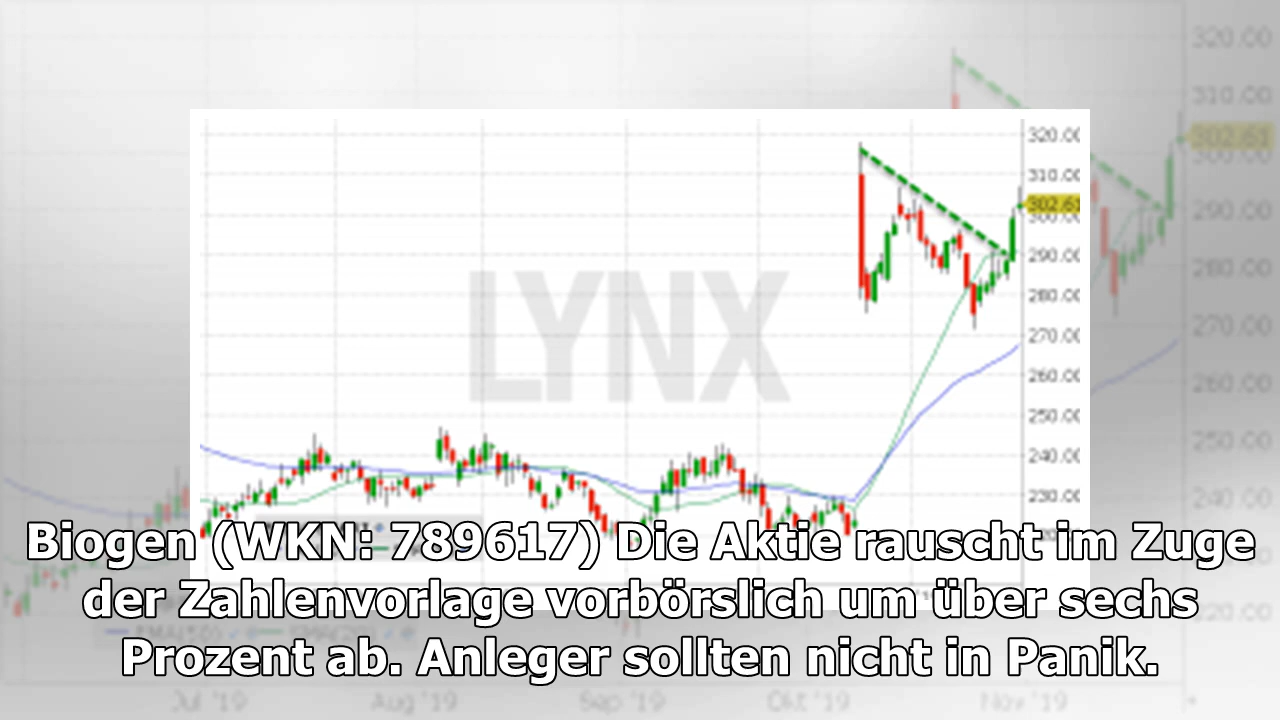 320.00
310.00
302.61
300.00
290.00
280.00
270.00
260.00
250.00
240.00
230.00
LYNX
Biogen (WKN: 789617) Die Aktie rauscht im Zuge
der Zahlenvorlage vorbörslich um über sechs
Prozent ab. Anleger sollten nicht in Panik.
Jul '19
Aug '19
Sep '19
Okt '19
Nov '19